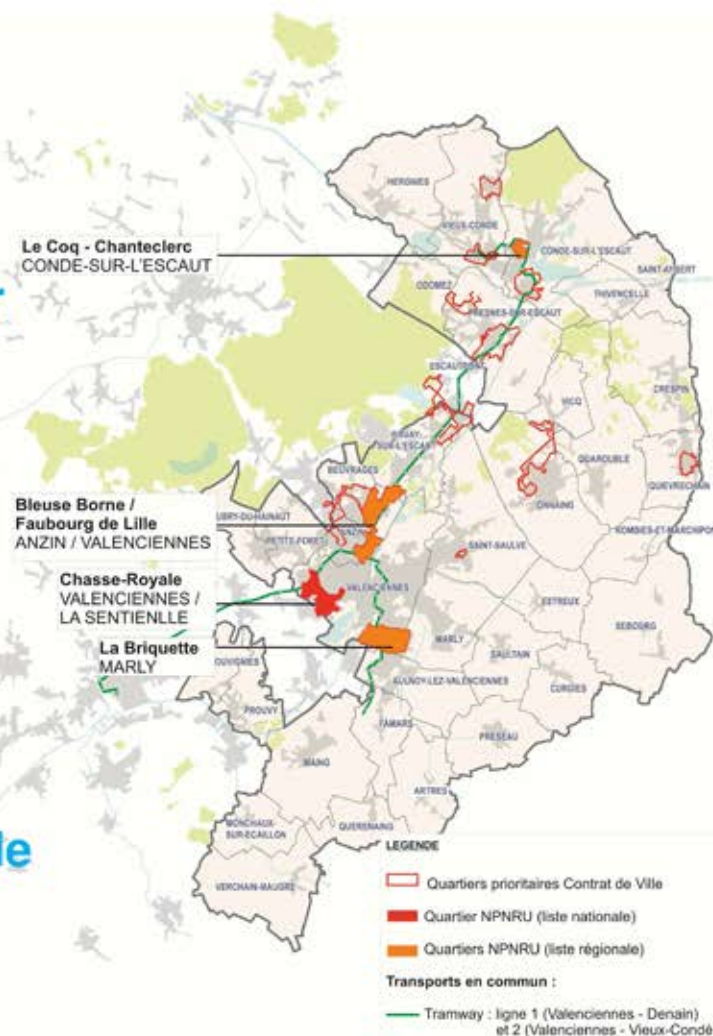 HERGNIES
VIEUX-CONDE
Le Coq - Chanteclerc
CONDE-SUR-L'ESCAUT
CONDE-SUR-L'ESCAUT
SAINT-AYBERT
ODOMEZ
THIVENCELLE
FRESNES-SUR-ESCAUT
ESCAUTPONT
CRESPIN
VICQ
BRUAY-
SUR-L'ESCAUT
QUAROUBLE
QUIEVRECHAIN
BEUVRAGES
ONNAING
Bleuse Borne /
Faubourg de Lille
ANZIN / VALENCIENNES
UBRY-DU-HAINAUT
ANZIN
PETITE-FORET
ROMBIES-ET-MARCHIPONT
SAINT-SAULVE
Chasse-Royale
VALENCIENNES /
LA SENTIENLLE
VALENCIENNES
ESTREUX
SEBOURG
MARLY
La Briquette
MARLY
SAULTAIN
OUVIGNIES
AULNOY-LEZ-VALENCIENNES
CURGIES
PROUVY
FAMARS
PRESEAU
MAING
ARTRES
MONCHAUX-
SUR-ECAILLON
QUERENAING
le
VERCHAIN-MAUGRE
LEGENDE
Quartiers prioritaires Contrat de Ville
Quartier NPNRU (liste nationale)
Quartiers NPNRU (liste régionale)
Transports en commun :
Tramway : ligne 1 (Valenciennes - Denain)
et 2 (Valenciennes - Vieux-Condé